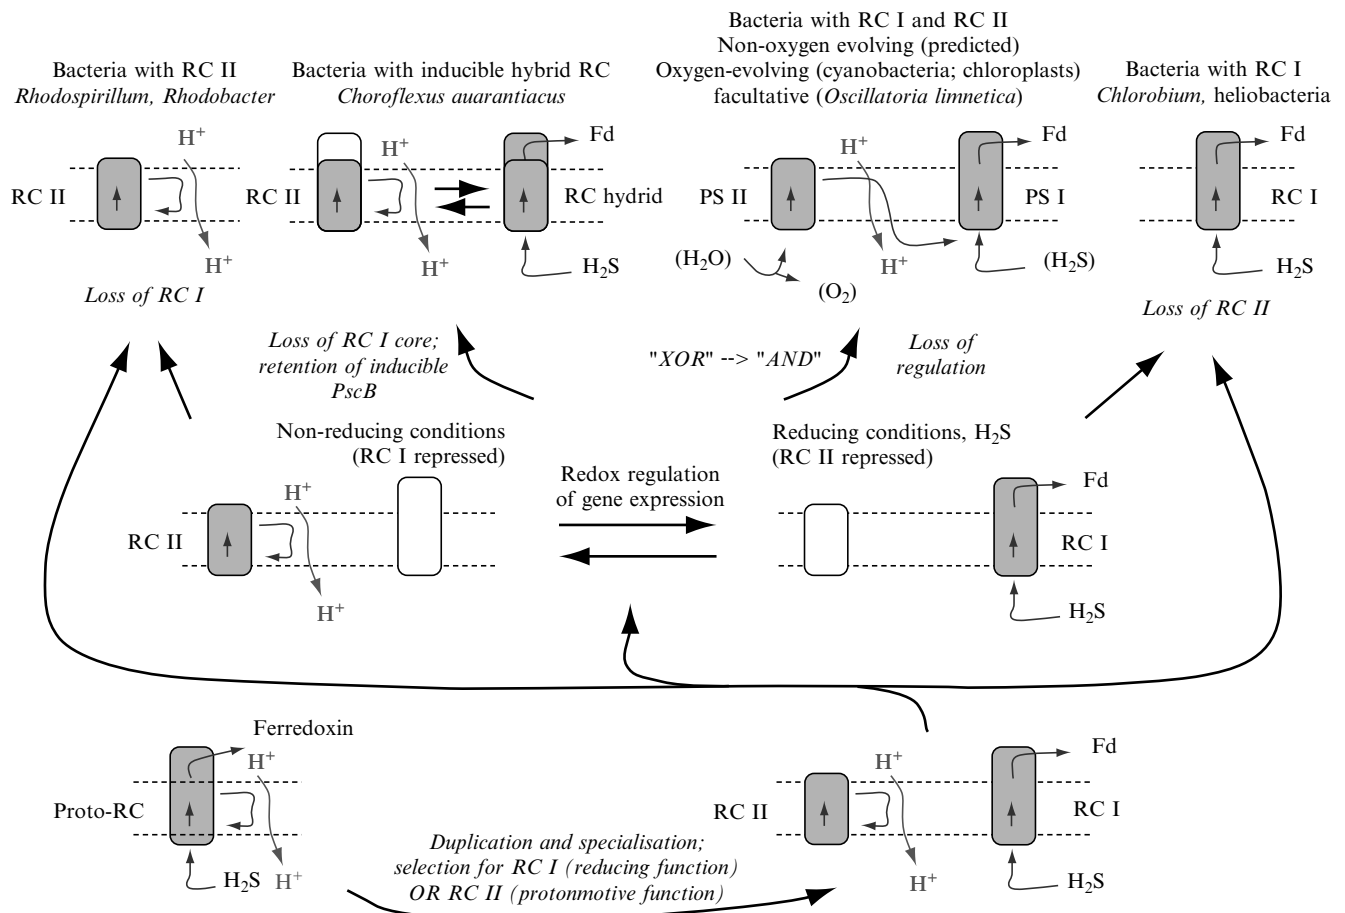 Bacteria with RC II
Rhodospirillum, Rhodobacter
H+
RC II
H+
Loss of RC I
Bacteria with inducible hybrid RC
Choroflexus auarantiacus
H+
Fd
RC II
RC hydrid
H+
H2S
Loss of RC I core;
retention of inducible
PscB
Bacteria with RC I and RC II
Non-oxygen evolving (predicted)
Oxygen-evolving (cyanobacteria; chloroplasts)
facultative (Oscillatoria limnetica)
H+
Fd
PS II
PS I
(H2O)
H+
(H2S)
(O2)
"XOR" --> "AND"
Loss of
regulation
Bacteria with RC I
Chlorobium, heliobacteria
Fd
RC I
H2S
Loss of RC II
Non-reducing conditions
(RC I repressed)
H+
RC II
H+
Redox regulation
of gene expression
Reducing conditions, H2S
(RC II repressed)
Fd
RC I
H2S
Ferredoxin
H+
Proto-RC
H2S
H+
Duplication and specialisation;
selection for RC I (reducing function)
OR RC II (protonmotive function)
H+
Fd
RC II
RC I
H+
H2S